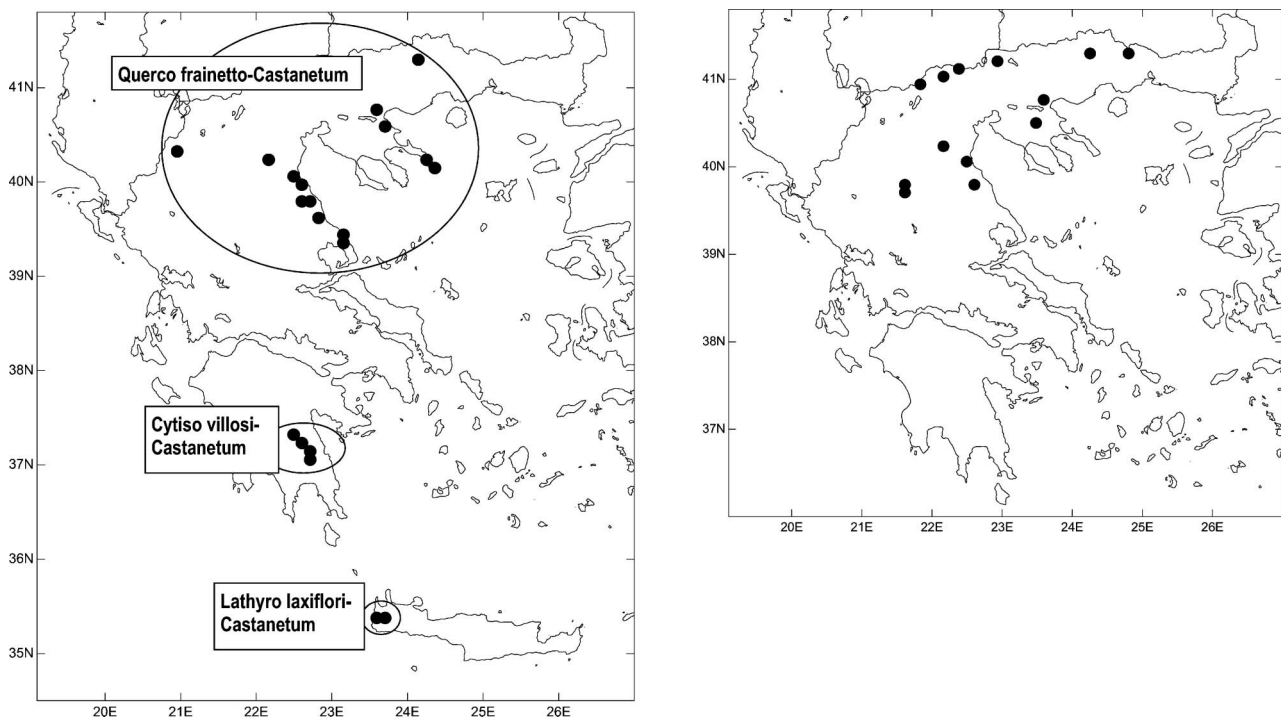 Querco frainetto-Castanetum
41N
40N
39N
38N
Cytiso villosi-
Castanetum
37N
36N
Lathyro laxiflori-
Castanetum
35N
20E 21E 22E 23E 24E 25E 26E
41N
40N
39N
38N
37N
20E 21E 22E 23E 24E 25E 26E